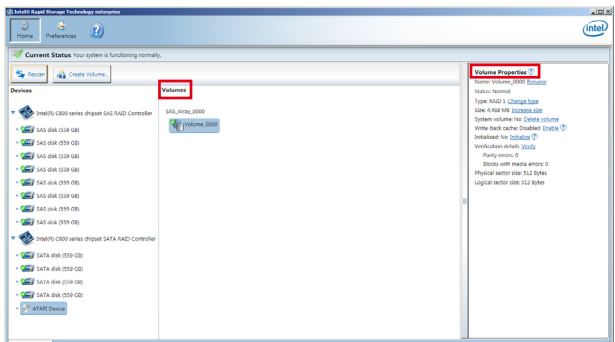 Intel® Rapid Storage Technology enterprise
Home
Preferences
intel
Current Status Your system is functioning normally.
Rescan
Create Volume...
Devices
Intel(R) C600 series chipset SAS RAID Controller
SAS disk (559 GB)
SAS disk (559 GB)
SAS disk (559 GB)
SAS disk (559 GB)
SAS disk (559 GB)
SAS disk (559 GB)
SAS disk (559 GB)
SAS disk (559 GB)
Intel(R) C600 series chipset SATA RAID Controller
SATA disk (559 GB)
SATA disk (559 GB)
SATA disk (559 GB)
SATA disk (559 GB)
ATAPI Device
Volumes
SAS_Array_0000
Volume_0000
Volume Properties ?
Name: Volume_0000 Rename
Status: Normal
Type: RAID 1 Change type
Size: 4,468 MB Increase size
System volume: No Delete volume
Write-back cache: Disabled Enable ?
Initialized: No Initialize ?
Verification details Verify
Parity errors: 0
Blocks with media errors: 0
Physical sector size: 512 Bytes
Logical sector size: 512 Bytes